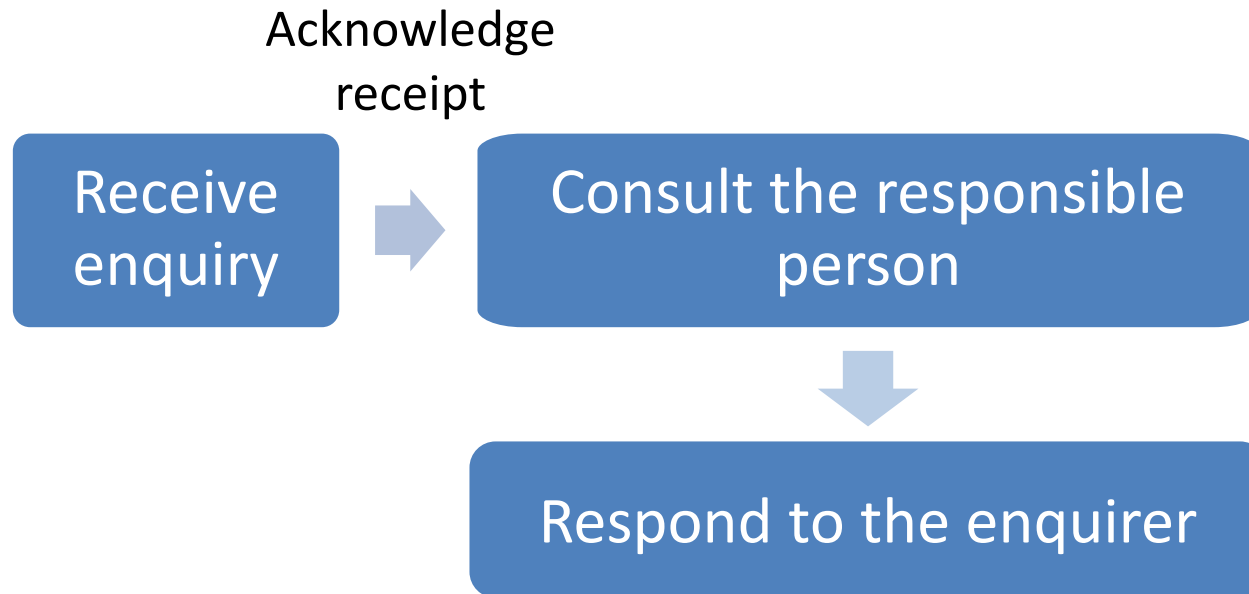 Acknowledge
receipt
Receive
enquiry
Consult the responsible
person
Respond to the enquirer